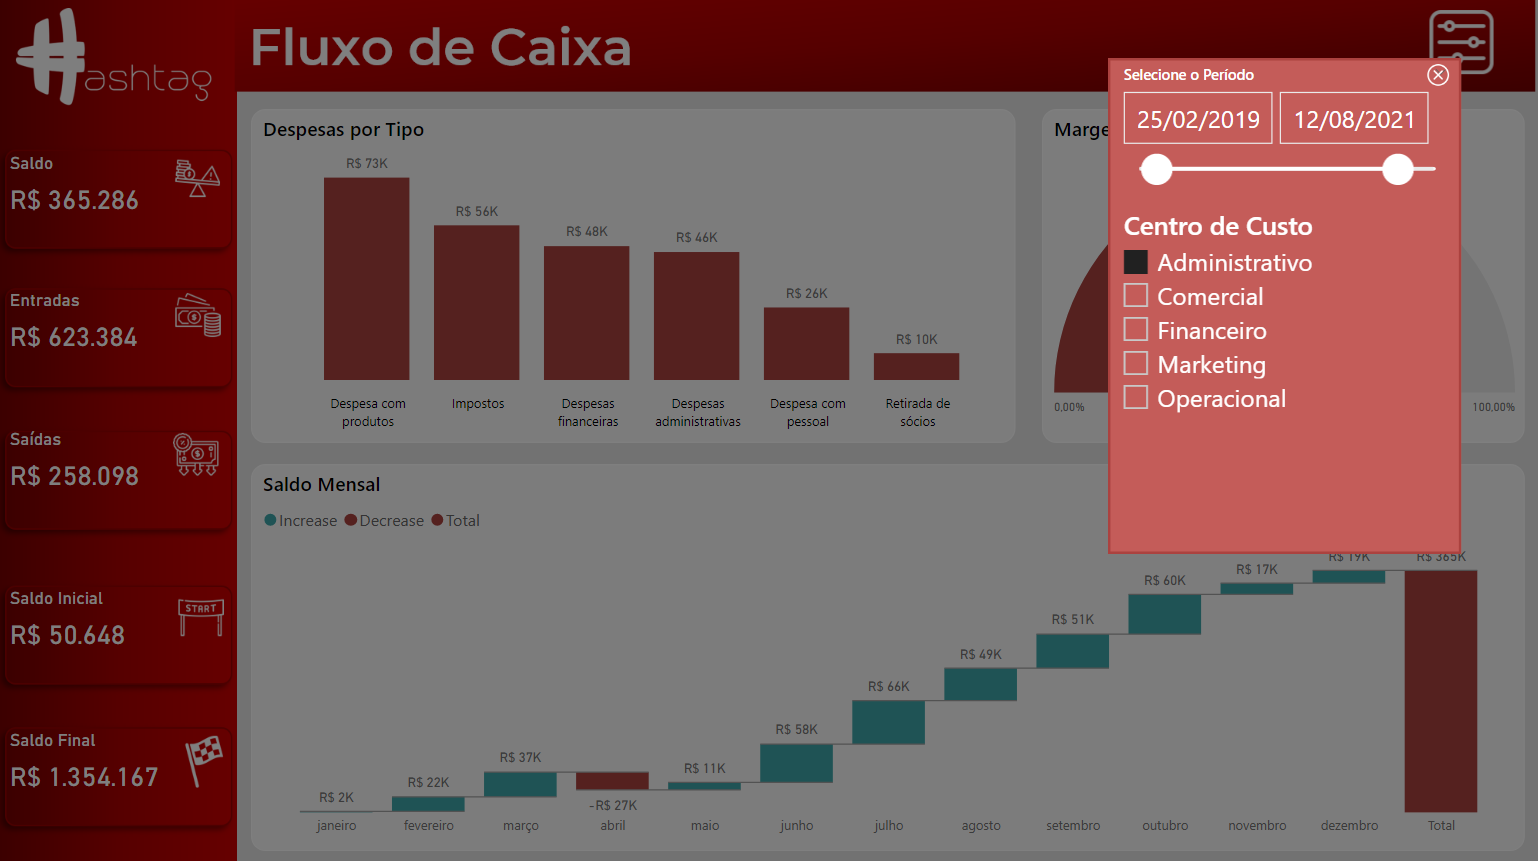 Hashtag
Fluxo de Caixa
Saldo
R$ 365.286
Entradas
R$ 623.384
Saídas
R$ 258.098
Saldo Inicial
R$ 50.648
START
Saldo Final
R$ 1.354.167
Despesas por Tipo
R$ 73K
R$ 56K
R$ 48K
R$ 46K
R$ 26K
R$ 10K
Despesa com
produtos
Impostos
Despesas
financeiras
Despesas
administrativas
Despesa com
pessoal
Retirada de
sócios
Marge
0,00%
100,00%
Selecione o Período
25/02/2019
12/08/2021
Centro de Custo
Administrativo
Comercial
Financeiro
Marketing
Operacional
Saldo Mensal
Increase
Decrease
Total
R$ 2K
R$ 22K
R$ 37K
-R$ 27K
R$ 11K
R$ 58K
R$ 66K
R$ 49K
R$ 51K
R$ 60K
R$ 17K
R$ 19K
R$ 365K
janeiro
fevereiro
março
abril
maio
junho
julho
agosto
setembro
outubro
novembro
dezembro
Total